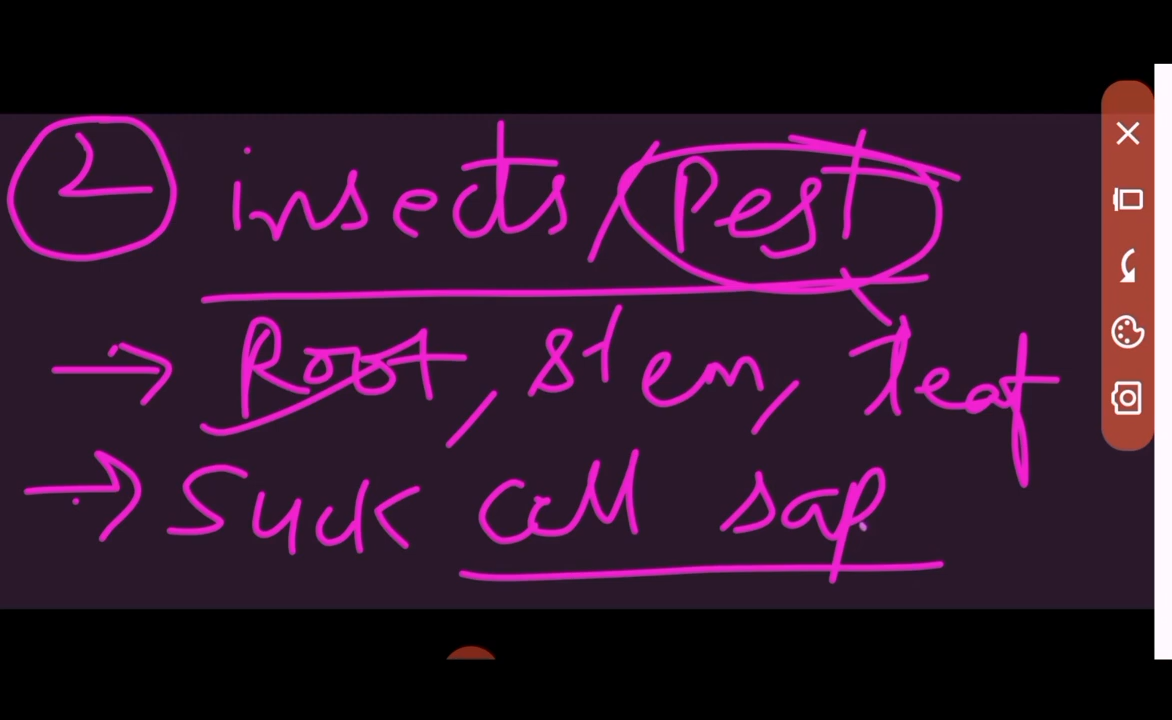 2 insects/Pest
→ Root, Stem, leaf
→ Suck cell sap